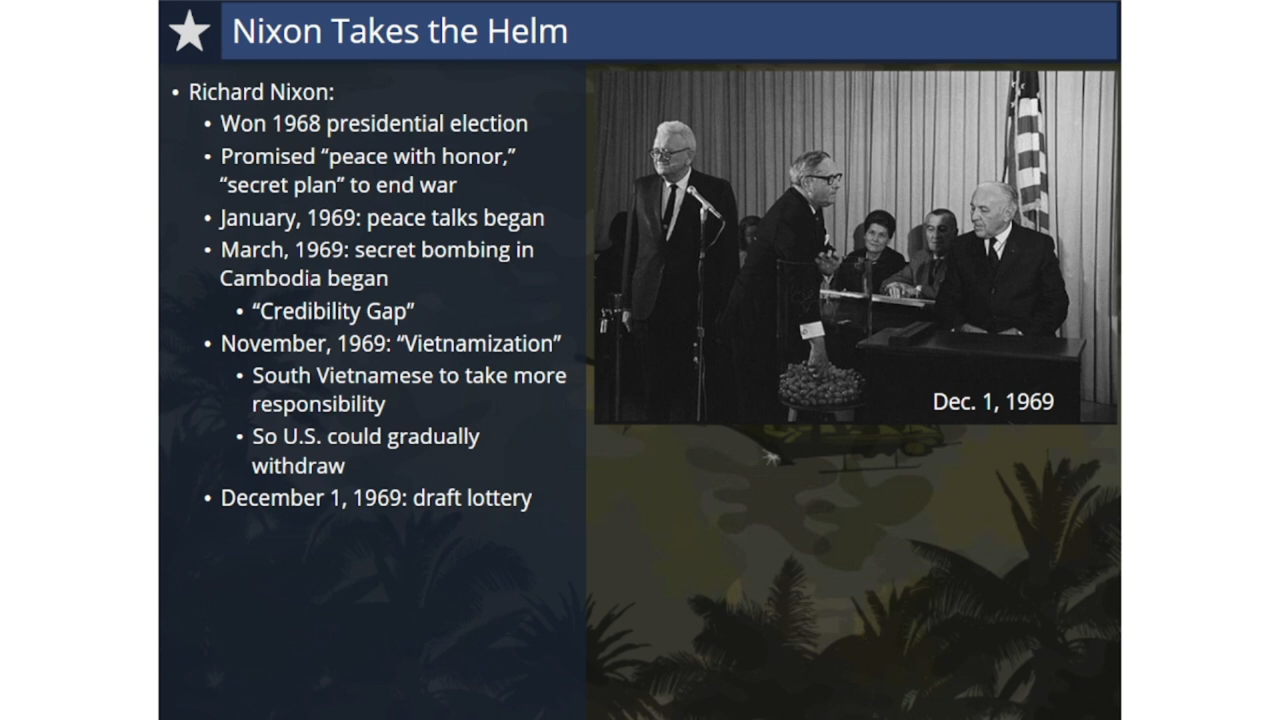 Nixon Takes the Helm
• Richard Nixon:
• Won 1968 presidential election
• Promised “peace with honor,”
“secret plan” to end war
• January, 1969: peace talks began
• March, 1969: secret bombing in
Cambodia began
• “Credibility Gap”
• November, 1969: “Vietnamization”
• South Vietnamese to take more
responsibility
• So U.S. could gradually
withdraw
• December 1, 1969: draft lottery
Dec. 1, 1969